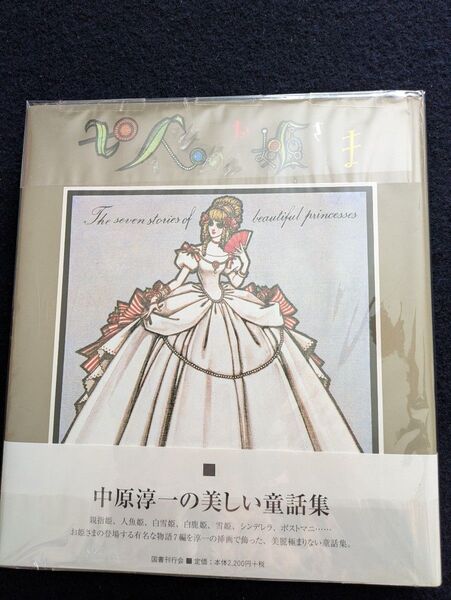 七人のお姫さま
The seven stories of beautiful princesses
■
中原淳一の美しい童話集
親指姫、人魚姫、白雪姫、白鹿姫、雪姫、シンデレラ、ポストマニ……
お姫さまの登場する有名な物語7編を淳一の挿画で飾った、美麗極まりない童話集。
国書刊行会 ■ 定価：本体2,200円+税